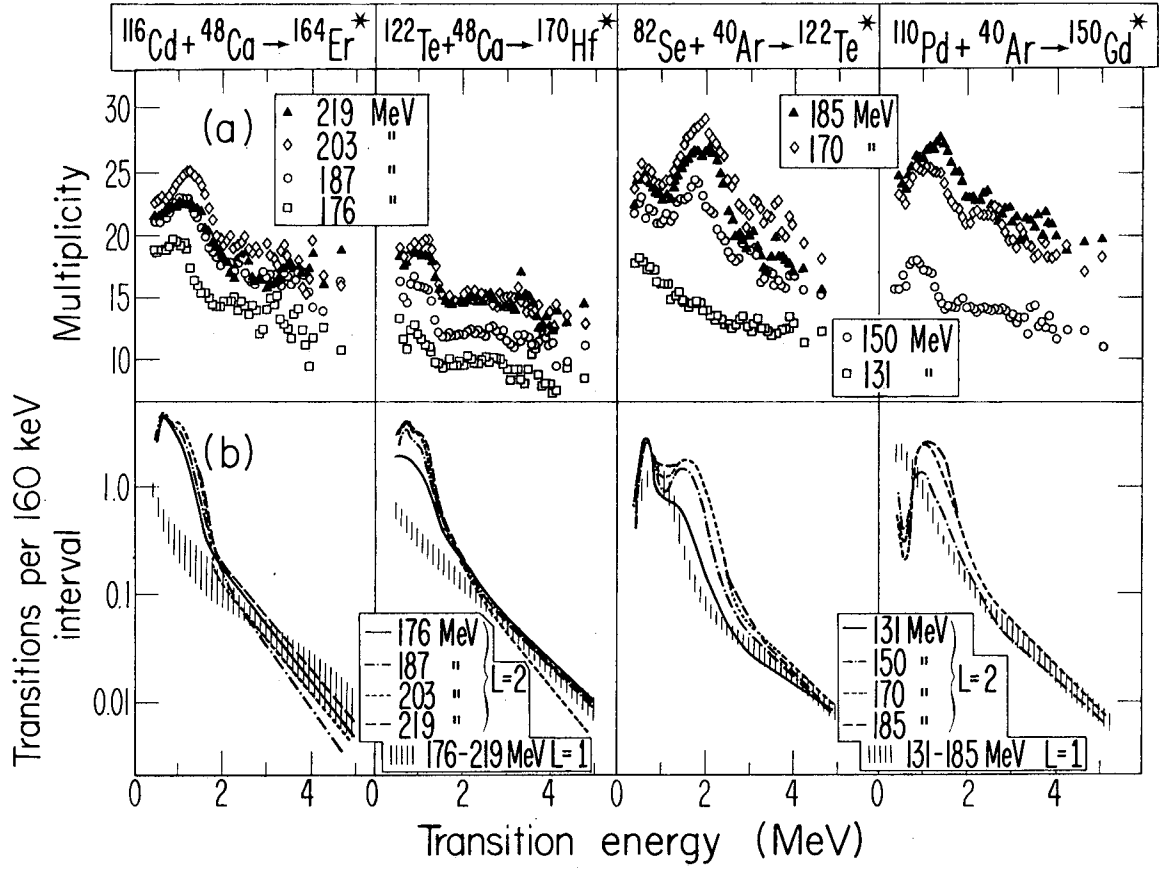 116Cd + 48Ca → 164Er*
122Te + 48Ca → 170Hf*
82Se + 40Ar → 122Te*
110Pd + 40Ar → 150Gd*
(a)
▲ 219 MeV
◇ 203 "
○ 187 "
□ 176 "
▲ 185 MeV
◇ 170 "
○ 150 MeV
□ 131 "
Multiplicity
30
25
20
15
10
(b)
Transitions per 160 keV
interval
1.0
0.1
0.01
176 MeV
187 "
203 "
219 "
L=2
176-219 MeV L=1
131 MeV
150 "
170 "
185 "
L=2
131-185 MeV L=1
0 2 4 0 2 4 0 2 4 0 2 4
Transition energy (MeV)